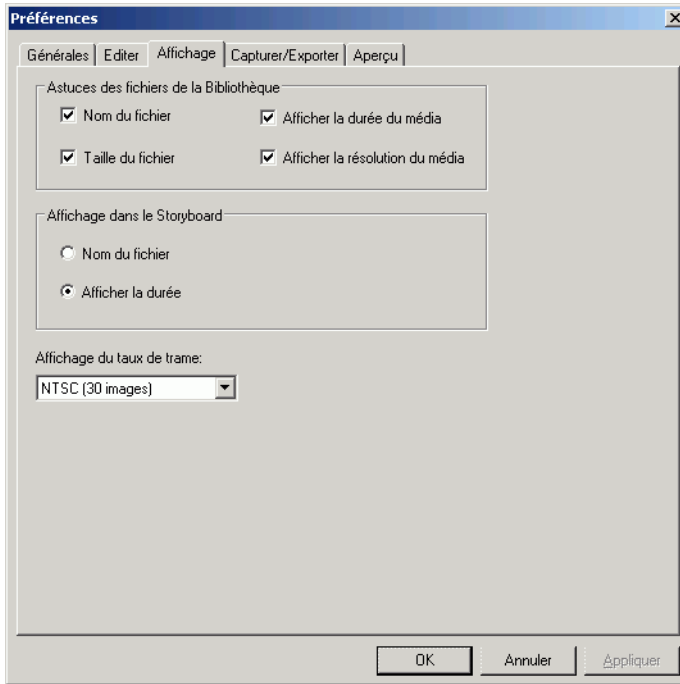 Préférences
Générales
Editer
Affichage
Capturer/Exporter
Aperçu
Astuces des fichiers de la Bibliothèque
Nom du fichier
Afficher la durée du média
Taille du fichier
Afficher la résolution du média
Affichage dans le Storyboard
Nom du fichier
Afficher la durée
Affichage du taux de trame:
NTSC (30 images)
OK
Annuler
Appliquer